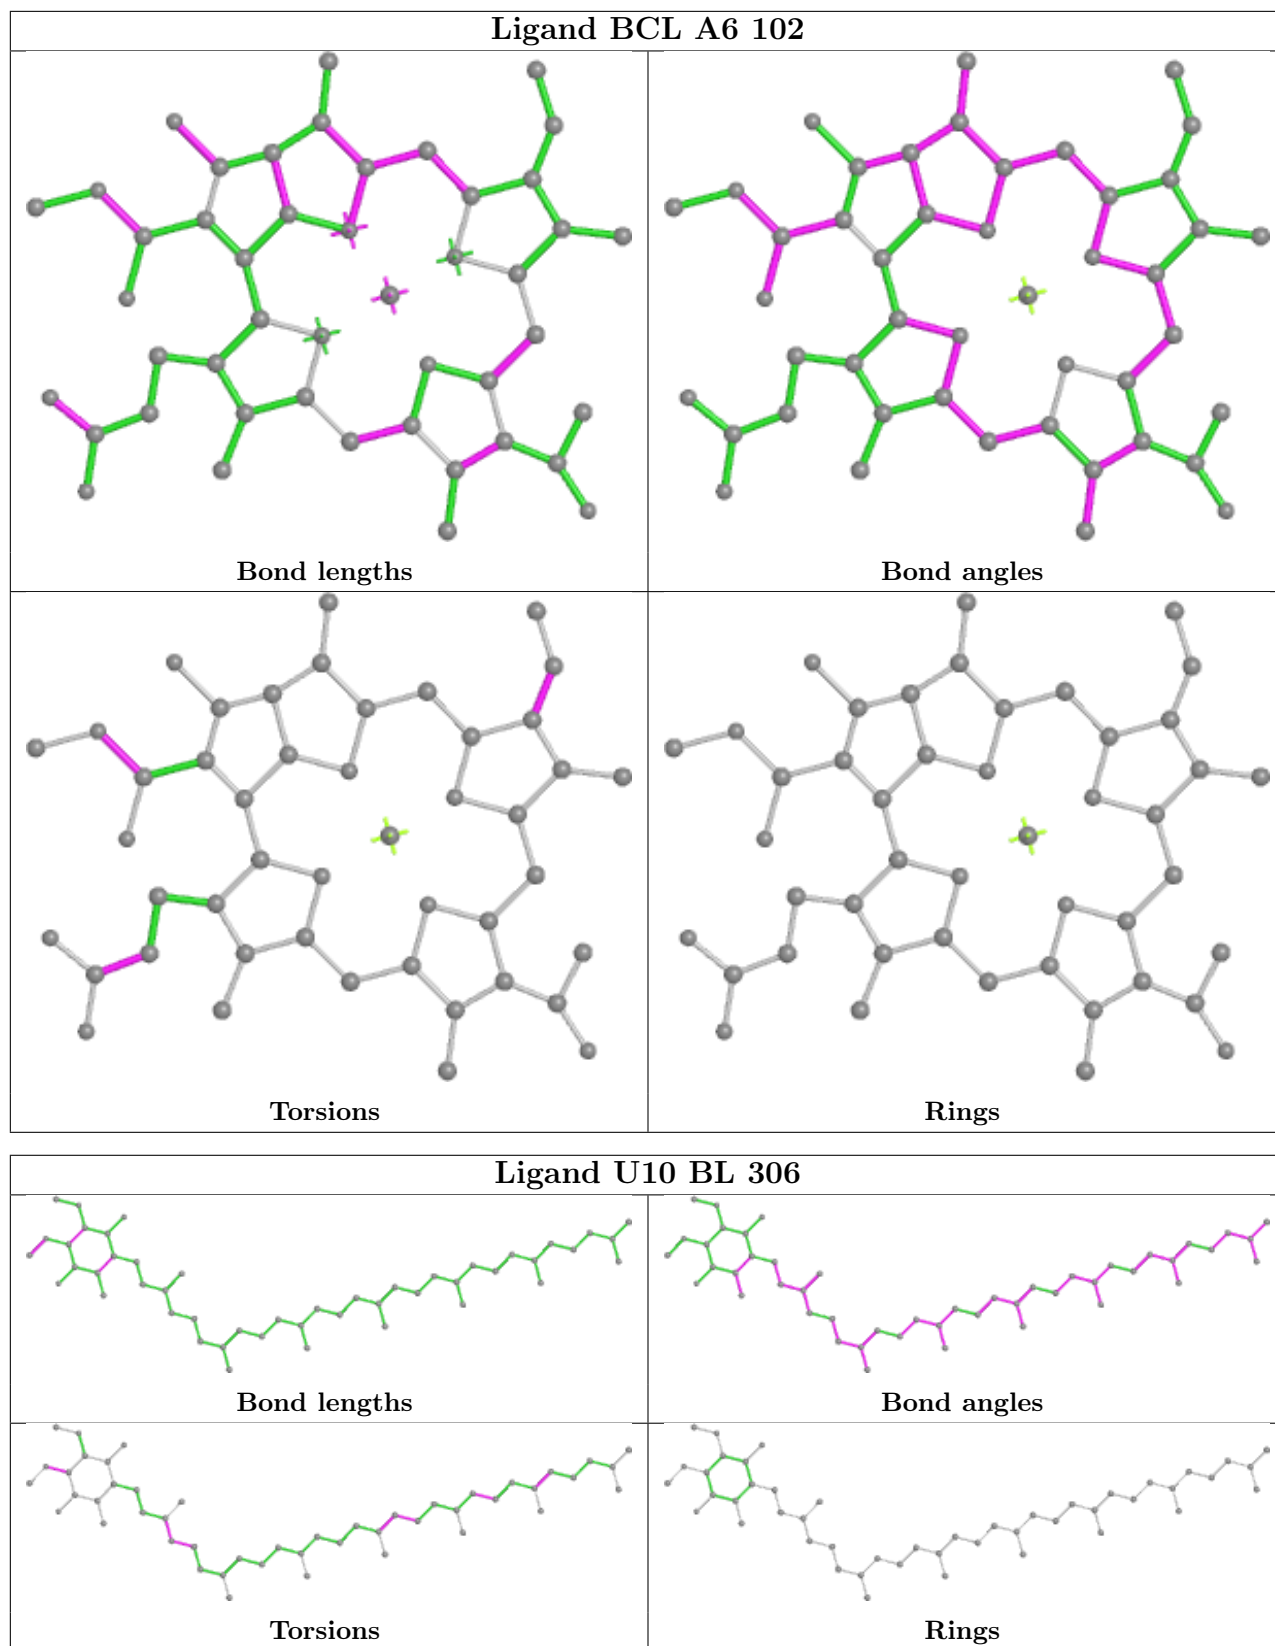 Ligand BCL A6 102
Bond lengths
Bond angles
Torsions
Rings
Ligand U10 BL 306
Bond lengths
Bond angles
Torsions
Rings